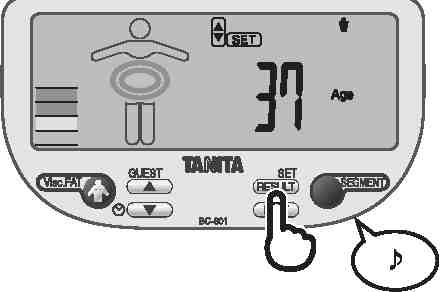 SET
37 Age
TANITA
Visc.FAT
GUEST
SET
RESULT
SEGMENT
BC-601